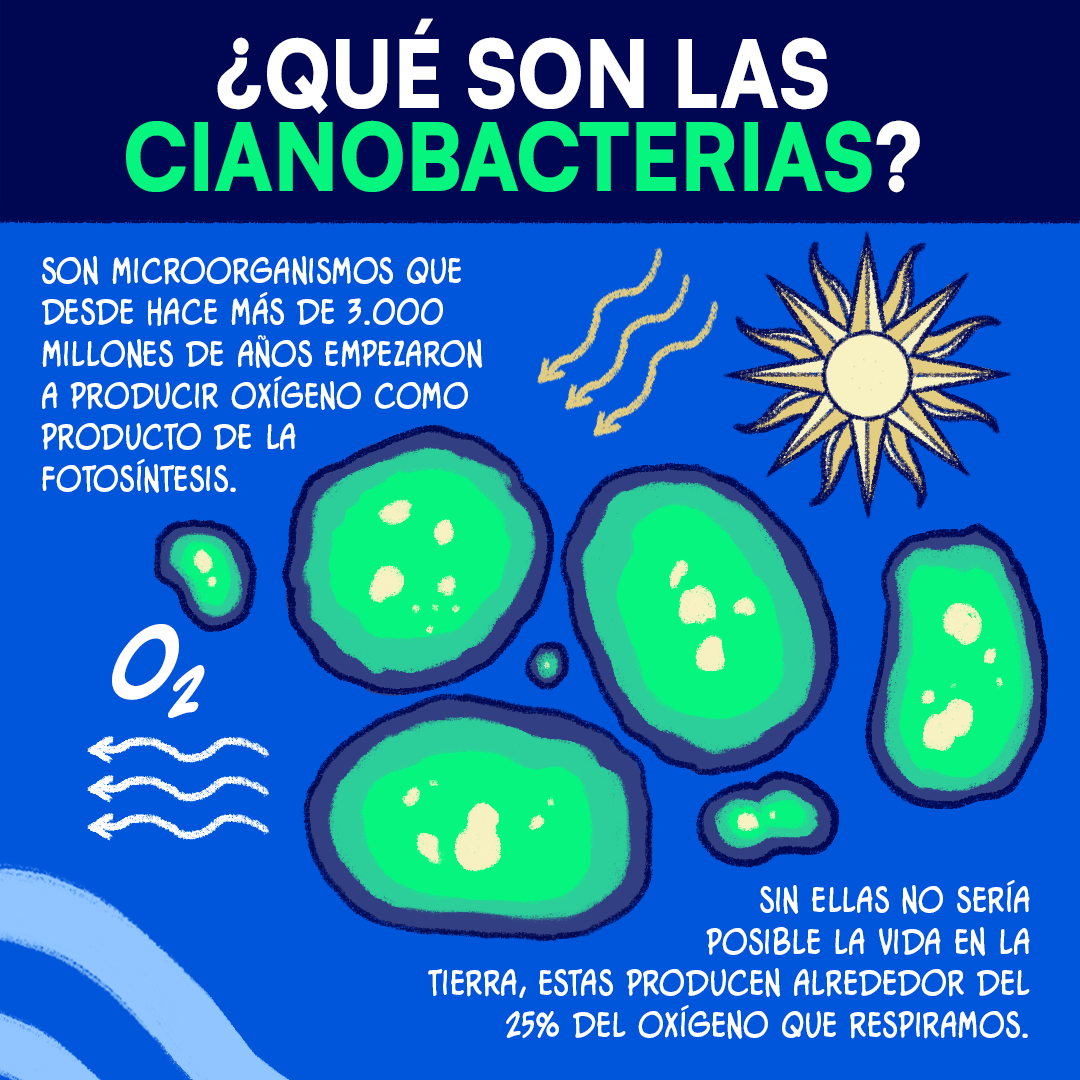 ¿QUÉ SON LAS
CIANOBACTERIAS?
SON MICROORGANISMOS QUE
DESDE HACE MÁS DE 3.000
MILLONES DE AÑOS EMPEZARON
A PRODUCIR OXÍGENO COMO
PRODUCTO DE LA
FOTOSÍNTESIS.
O2
SIN ELLAS NO SERÍA
POSIBLE LA VIDA EN LA
TIERRA, ESTAS PRODUCEN ALREDEDOR DEL
25% DEL OXÍGENO QUE RESPIRAMOS.